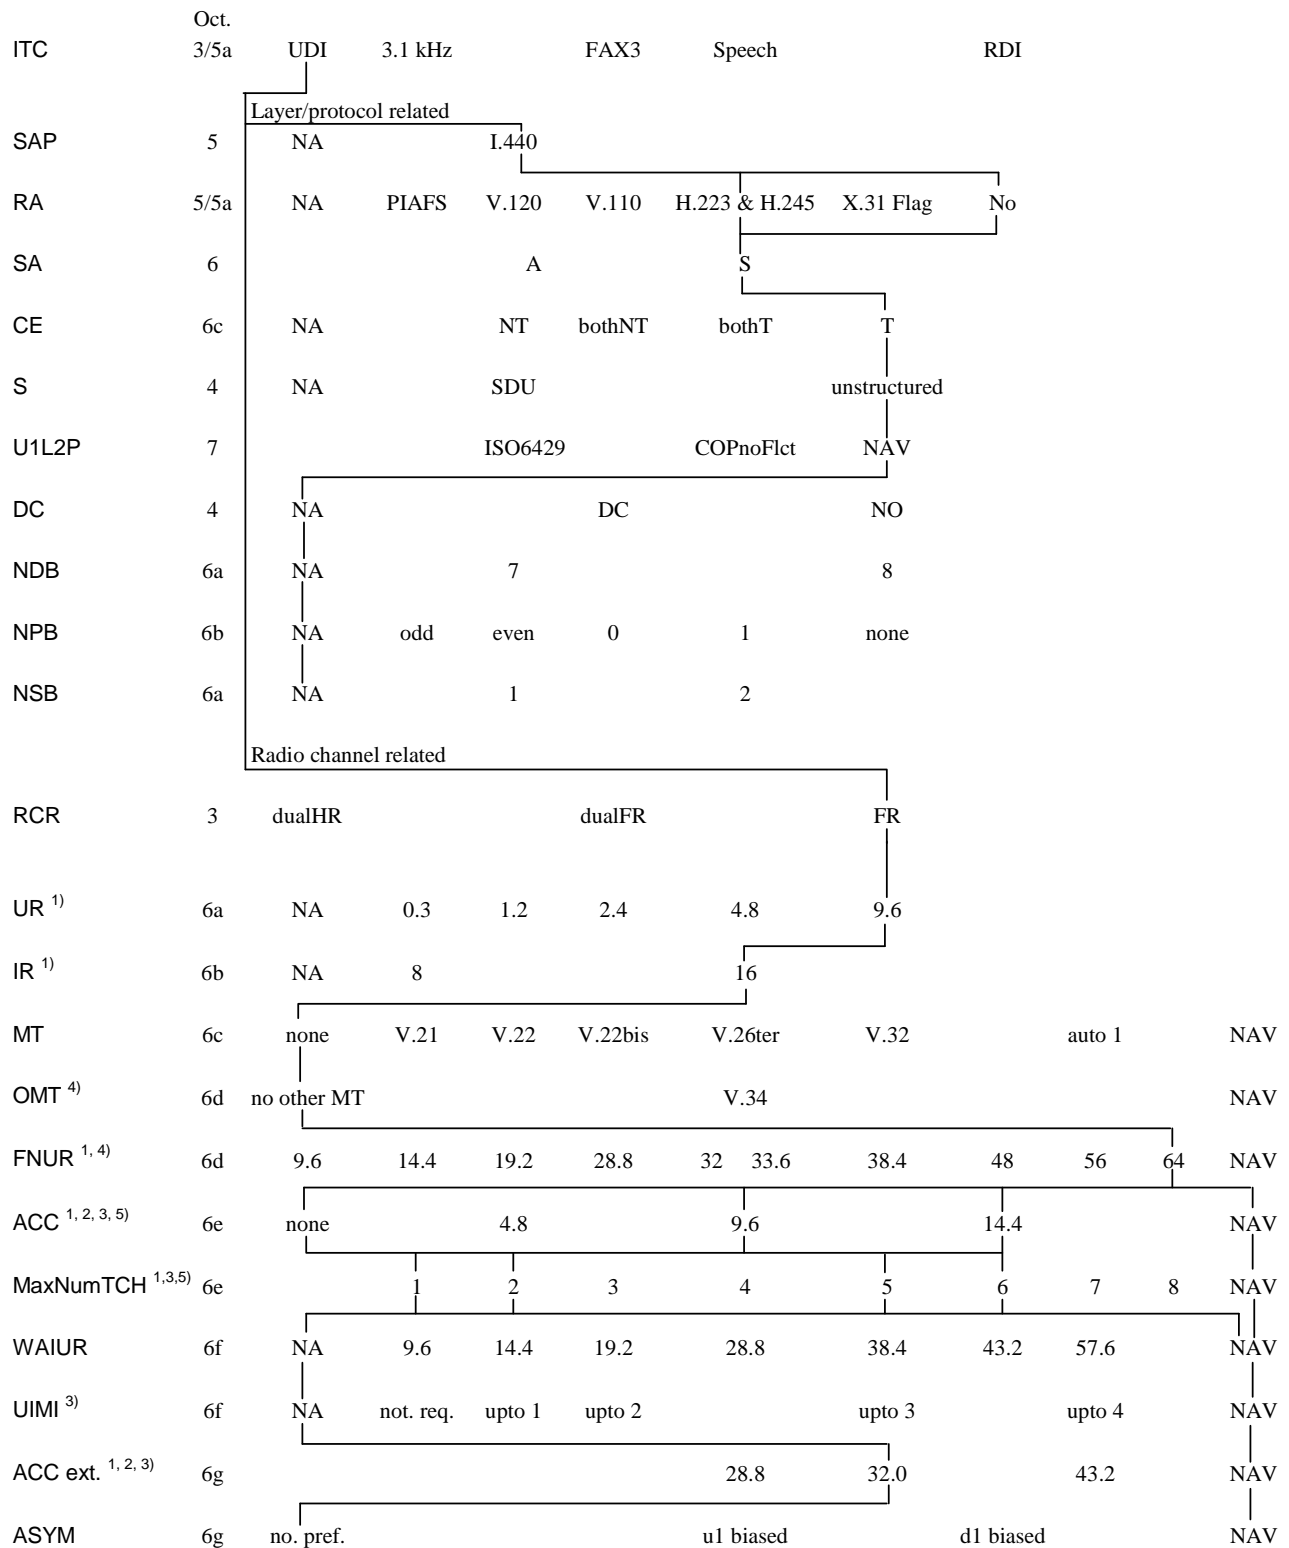 Oct.
ITC 3/5a UDI 3.1 kHz FAX3 Speech RDI
Layer/protocol related
SAP 5 NA I.440
RA 5/5a NA PIAFS V.120 V.110 H.223 & H.245 X.31 Flag No
SA 6 A S
CE 6c NA NT bothNT bothT T
S 4 NA SDU unstructured
U1L2P 7 ISO6429 COPnoFlct NAV
DC 4 NA DC NO
NDB 6a NA 7 8
NPB 6b NA odd even 0 1 none
NSB 6a NA 1 2
Radio channel related
RCR 3 dualHR dualFR FR
UR 1) 6a NA 0.3 1.2 2.4 4.8 9.6
IR 1) 6b NA 8 16
MT 6c none V.21 V.22 V.22bis V.26ter V.32 auto 1 NAV
OMT 4) 6d no other MT V.34 NAV
FNUR 1, 4) 6d 9.6 14.4 19.2 28.8 32 33.6 38.4 48 56 64 NAV
ACC 1, 2, 3, 5) 6e none 4.8 9.6 14.4 NAV
MaxNumTCH 1,3,5) 6e 1 2 3 4 5 6 7 8 NAV
WAIUR 6f NA 9.6 14.4 19.2 28.8 38.4 43.2 57.6 NAV
UIMI 3) 6f NA not. req. upto 1 upto 2 upto 3 upto 4 NAV
ACC ext. 1, 2, 3) 6g 28.8 32.0 43.2 NAV
ASYM 6g no. pref. u1 biased d1 biased NAV